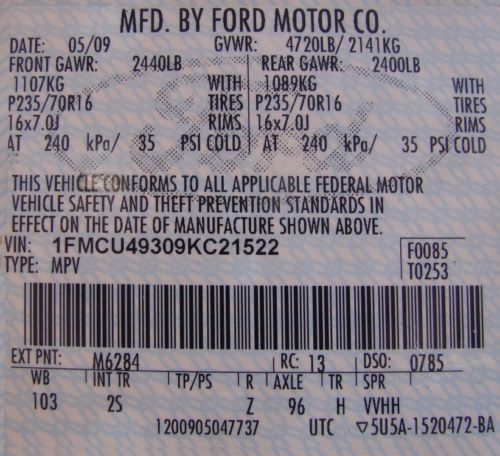 MFD. BY FORD MOTOR CO.
DATE: 05/09 GVWR: 4720LB/ 2141KG
FRONT GAWR: 2440LB REAR GAWR: 2400LB
1107KG WITH 1089KG WITH
P235/70R16 TIRES P235/70R16 TIRES
16x7.0J RIMS 16x7.0J RIMS
AT 240 kPa/ 35 PSI COLD AT 240 kPa/ 35 PSI COLD
Ford
THIS VEHICLE CONFORMS TO ALL APPLICABLE FEDERAL MOTOR
VEHICLE SAFETY AND THEFT PREVENTION STANDARDS IN
EFFECT ON THE DATE OF MANUFACTURE SHOWN ABOVE.
VIN: 1FMCU49309KC21522
TYPE: MPV
F0085
T0253
EXT PNT: M6284 RC: 13 DSO: 0785
WB INT TR TP/PS R AXLE TR SPR
103 2S Z 96 H VVHH
1200905047737 UTC ▽5U5A-1520472-BA